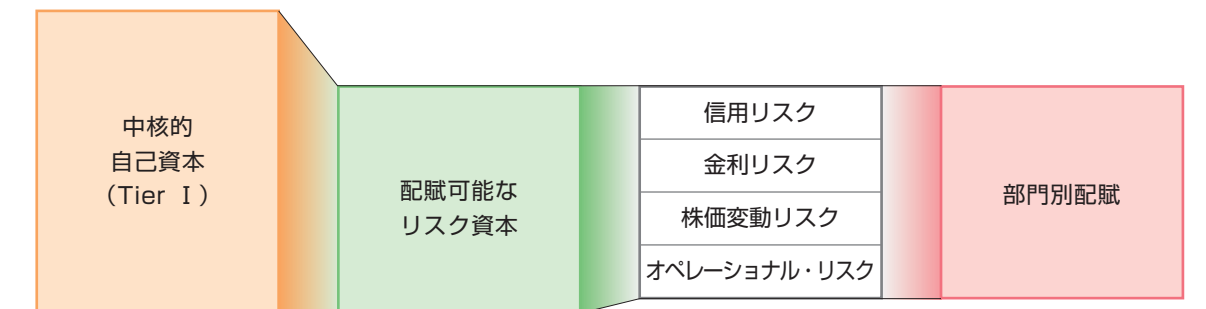 中核的
自己資本
（Tier Ⅰ）
配賦可能な
リスク資本
信用リスク
金利リスク
株価変動リスク
オペレーショナル・リスク
部門別配賦